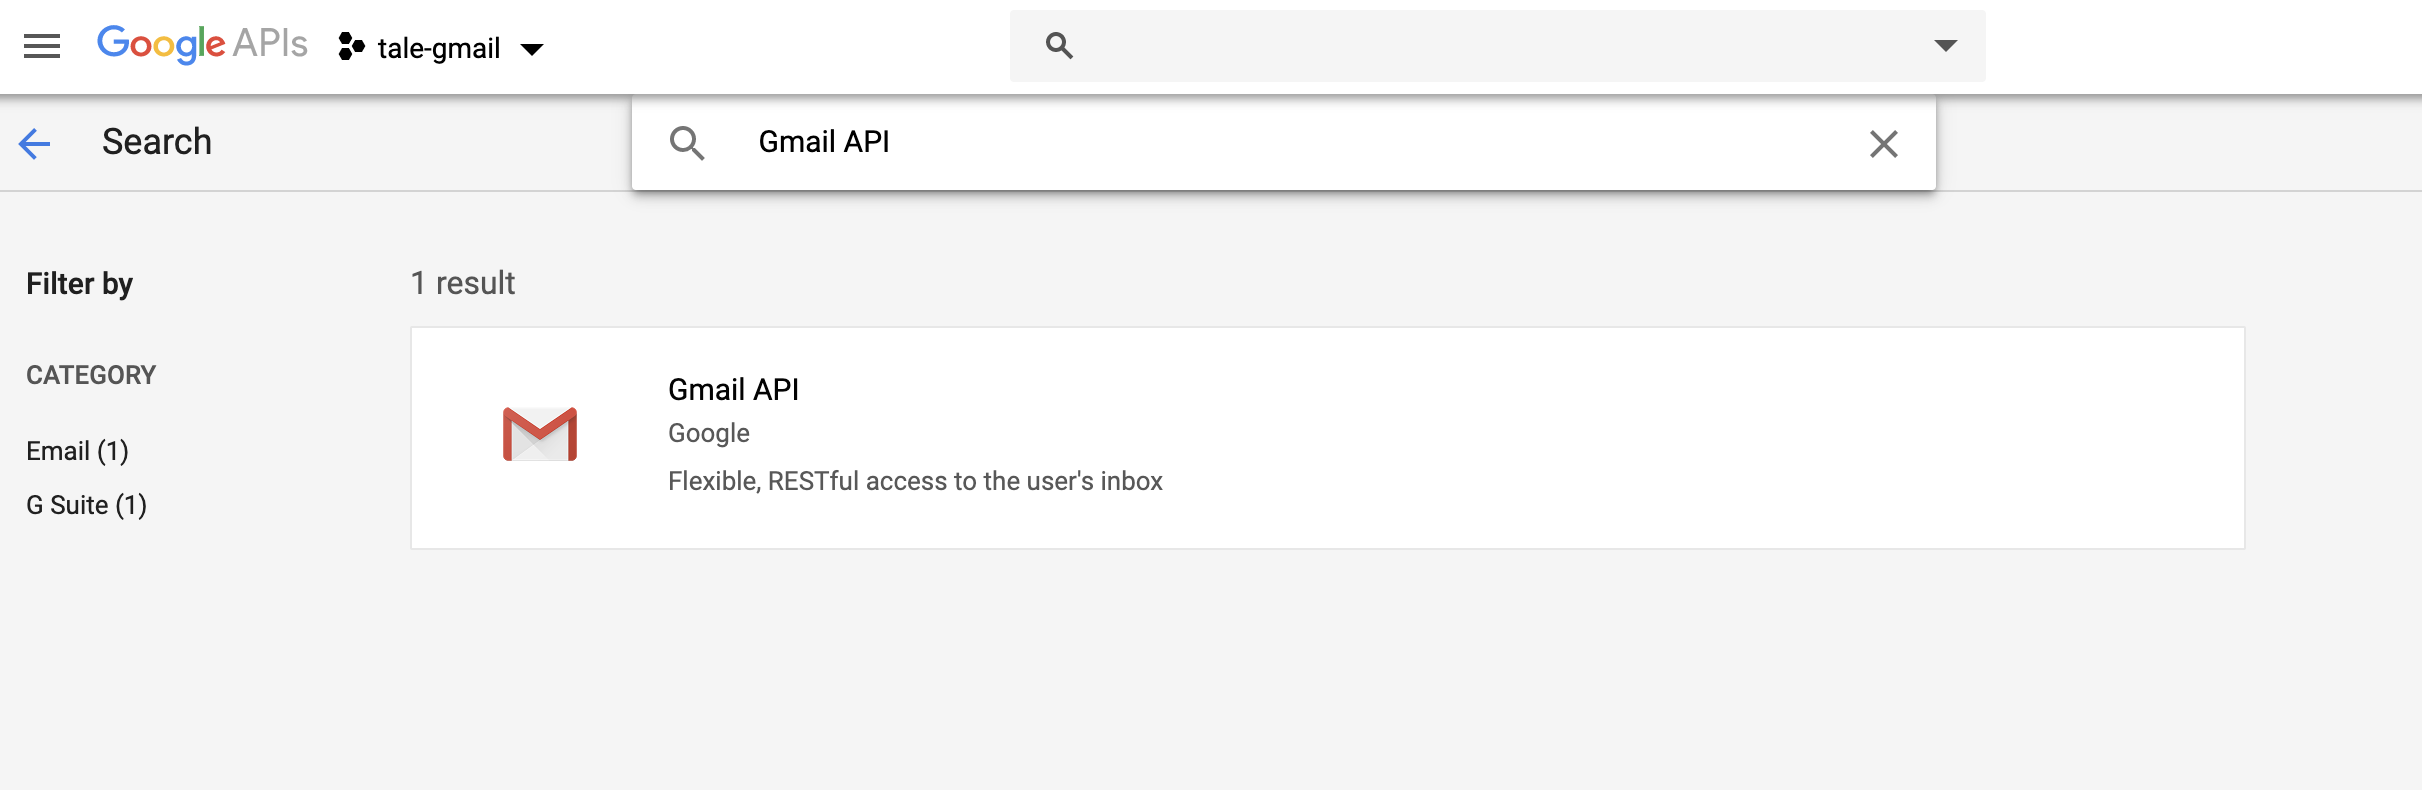 Google APIs tale-gmail
Search
Gmail API
Filter by
1 result
CATEGORY
Email (1)
G Suite (1)
Gmail API
Google
Flexible, RESTful access to the user's inbox